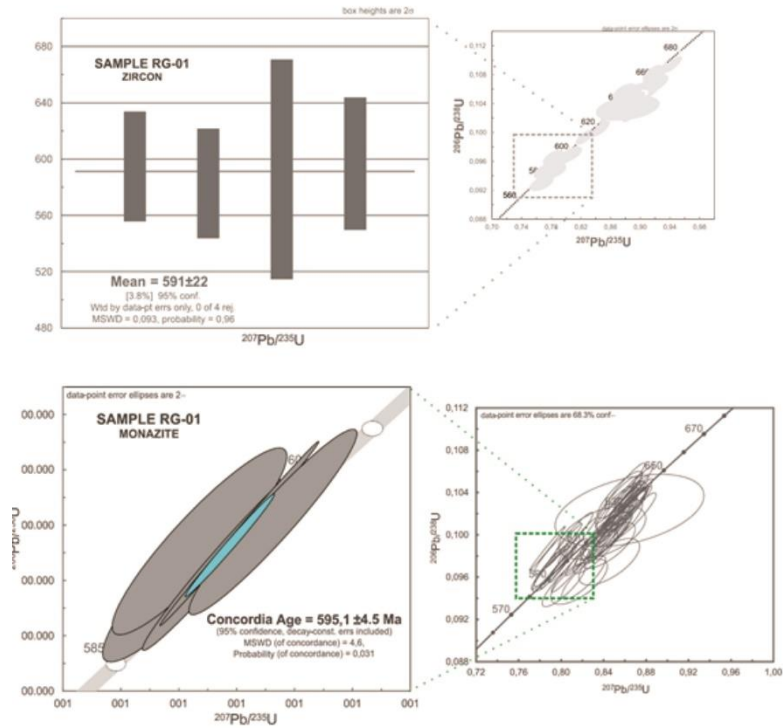 box heights are 2σ
680
640
600
560
520
480
SAMPLE RG-01
ZIRCON
Mean = 591±22
[3.8%] 95% conf.
Wtd by data-pt errs only, 0 of 4 rej.
MSWD = 0,093, probability = 0,96
207Pb/235U
data-point error ellipses are 2σ
0,112
0,108
0,104
0,100
0,096
0,092
0,088
206Pb/238U
680
620
600
560
0,70 0,74 0,78 0,82 0,86 0,90 0,94 0,98
207Pb/235U
data-point error ellipses are 2
SAMPLE RG-01
MONAZITE
00.000
00.000
00.000
00.000
00.000
00.000
585
Concordia Age = 595,1 ±4.5 Ma
(95% confidence, decay-const. errs included)
MSWD (of concordance) = 4,6,
Probability (of concordance) = 0,031
001 001 001 001 001 001 001
207Pb/235U
data-point error ellipses are 68.3% conf
0,112
0,108
0,104
0,100
0,096
0,092
0,088
206Pb/238U
670
660
570
0,72 0,76 0,80 0,84 0,88 0,92 0,96 1,00
207Pb/235U